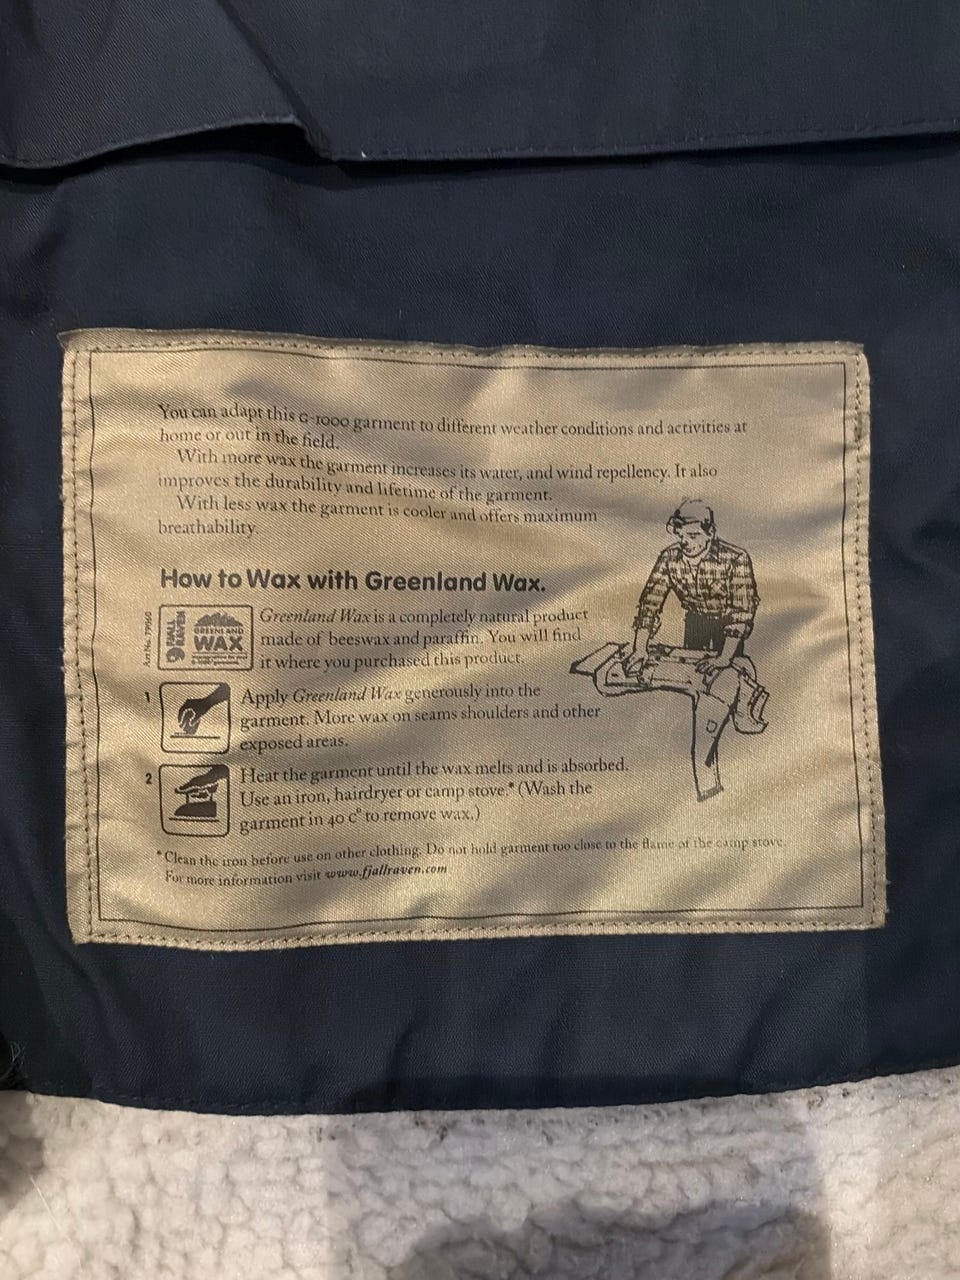 You can adapt this G-1000 garment to different weather conditions and activities at
home or out in the field.
With more wax the garment increases its water, and wind repellency. It also
improves the durability and lifetime of the garment.
With less wax the garment is cooler and offers maximum
breathability.
How to Wax with Greenland Wax.
Art No. 79060
FJÄLL RÄVEN
GREENLAND
WAX
Greenland Wax is a completely natural product
made of beeswax and paraffin. You will find
it where you purchased this product.
1
Apply Greenland Wax generously into the
garment. More wax on seams shoulders and other
exposed areas.
2
Heat the garment until the wax melts and is absorbed.
Use an iron, hairdryer or camp stove.* (Wash the
garment in 40 c° to remove wax.)
*Clean the iron before use on other clothing. Do not hold garment too close to the flame of the camp stove.
For more information visit www.fjallraven.com